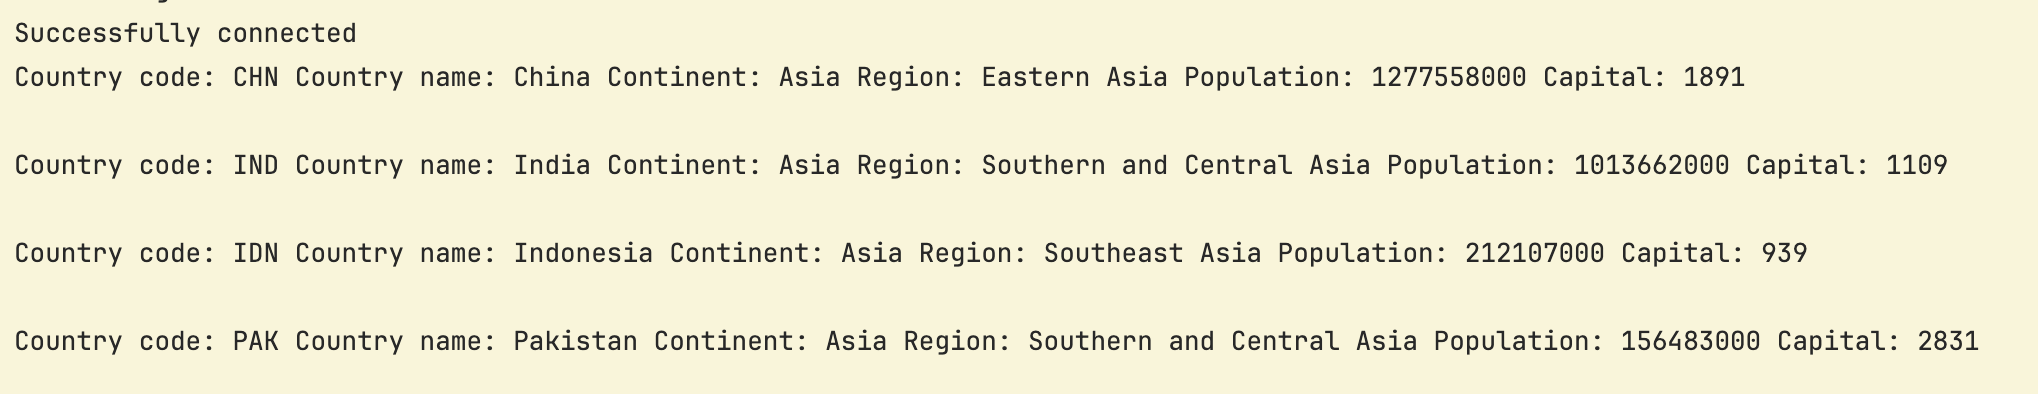 Successfully connected
Country code: CHN Country name: China Continent: Asia Region: Eastern Asia Population: 1277558000 Capital: 1891
Country code: IND Country name: India Continent: Asia Region: Southern and Central Asia Population: 1013662000 Capital: 1109
Country code: IDN Country name: Indonesia Continent: Asia Region: Southeast Asia Population: 212107000 Capital: 939
Country code: PAK Country name: Pakistan Continent: Asia Region: Southern and Central Asia Population: 156483000 Capital: 2831